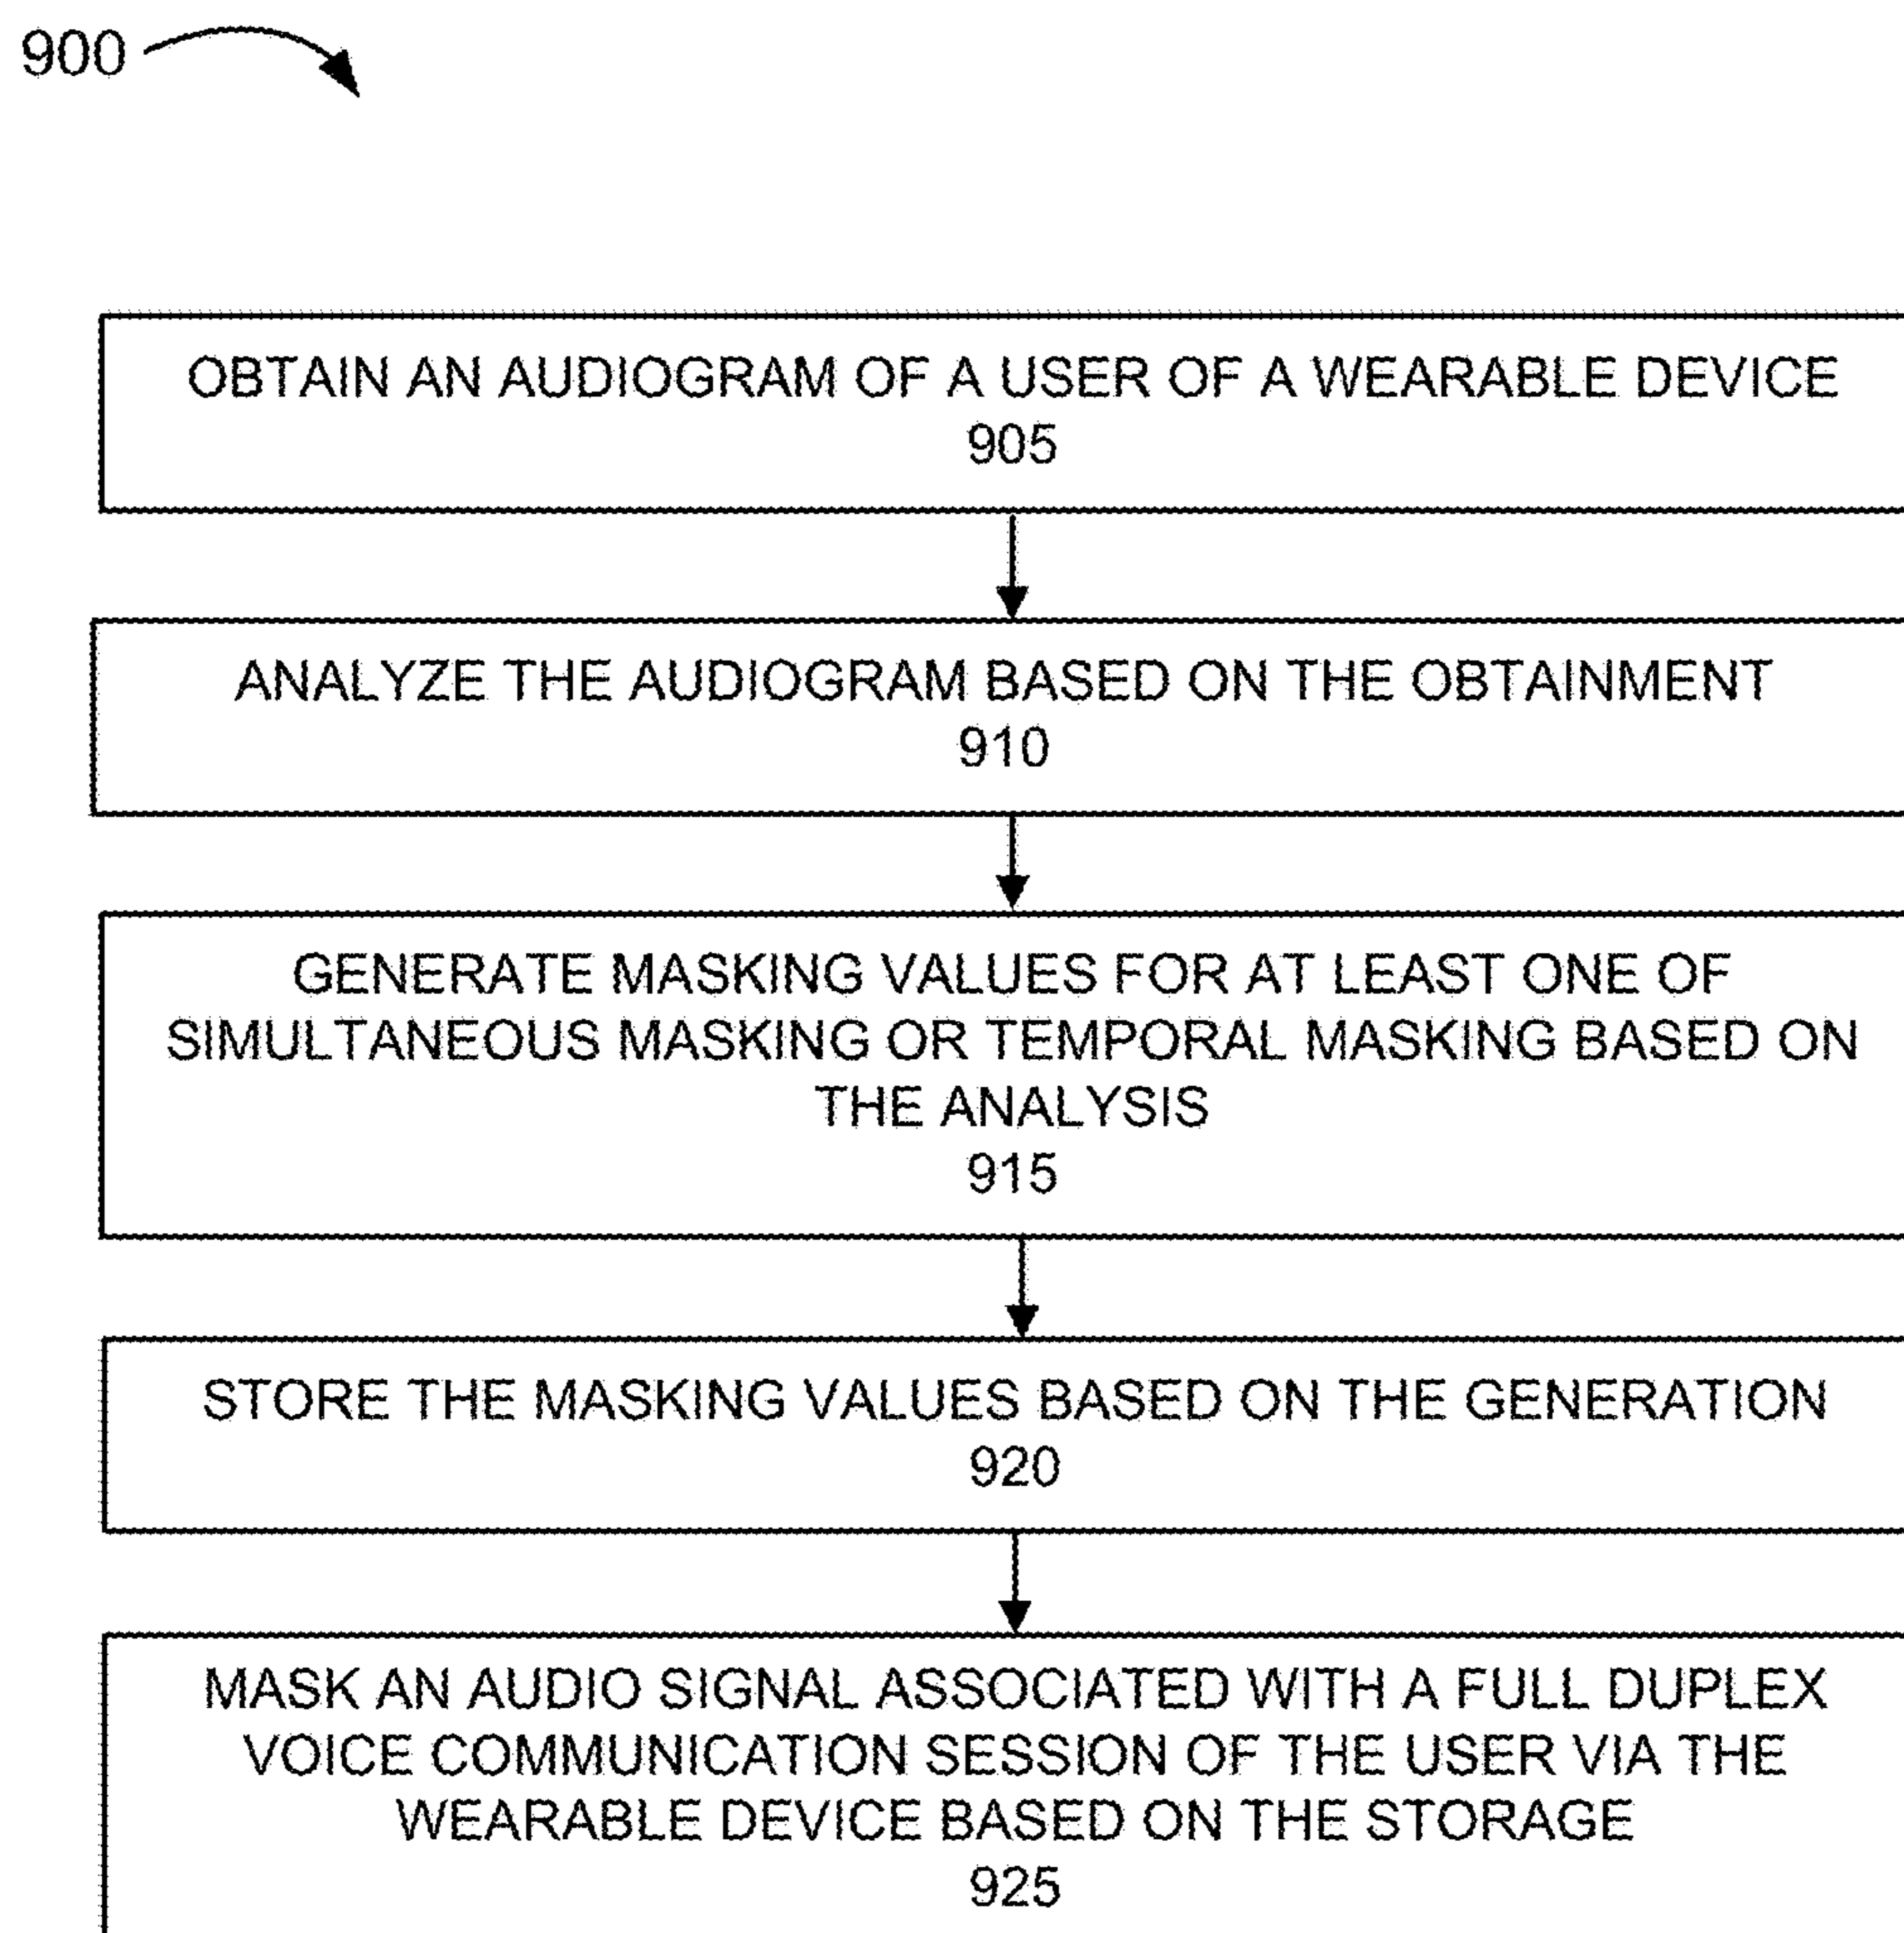 900
OBTAIN AN AUDIOGRAM OF A USER OF A WEARABLE DEVICE
905
ANALYZE THE AUDIOGRAM BASED ON THE OBTAINMENT
910
GENERATE MASKING VALUES FOR AT LEAST ONE OF
SIMULTANEOUS MASKING OR TEMPORAL MASKING BASED ON
THE ANALYSIS
915
STORE THE MASKING VALUES BASED ON THE GENERATION
920
MASK AN AUDIO SIGNAL ASSOCIATED WITH A FULL DUPLEX
VOICE COMMUNICATION SESSION OF THE USER VIA THE
WEARABLE DEVICE BASED ON THE STORAGE
925